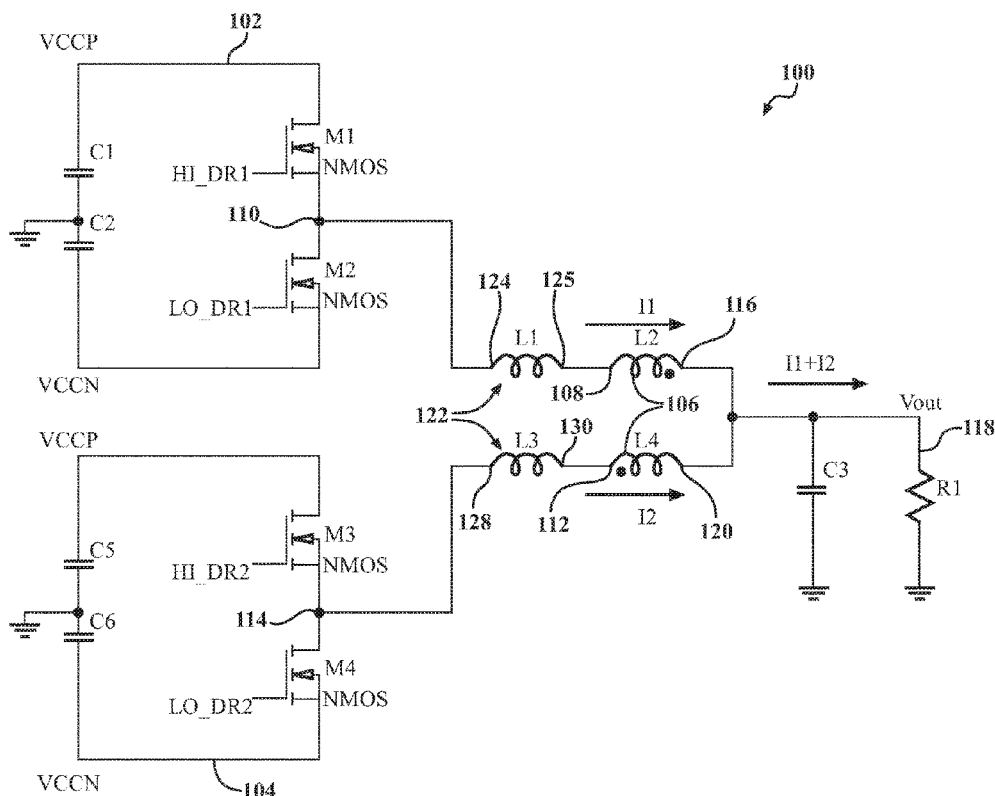 102
VCCP
100
C1
M1
HI_DR1
NMOS
C2
110
M2
LO_DR1
NMOS
124
125
I1
116
L1
L2
VCCN
108
I1+I2
122
106
Vout
VCCP
L3
130
L4
118
C3
R1
128
112
I2
120
M3
C5
HI_DR2
NMOS
C6
114
M4
LO_DR2
NMOS
VCCN
104